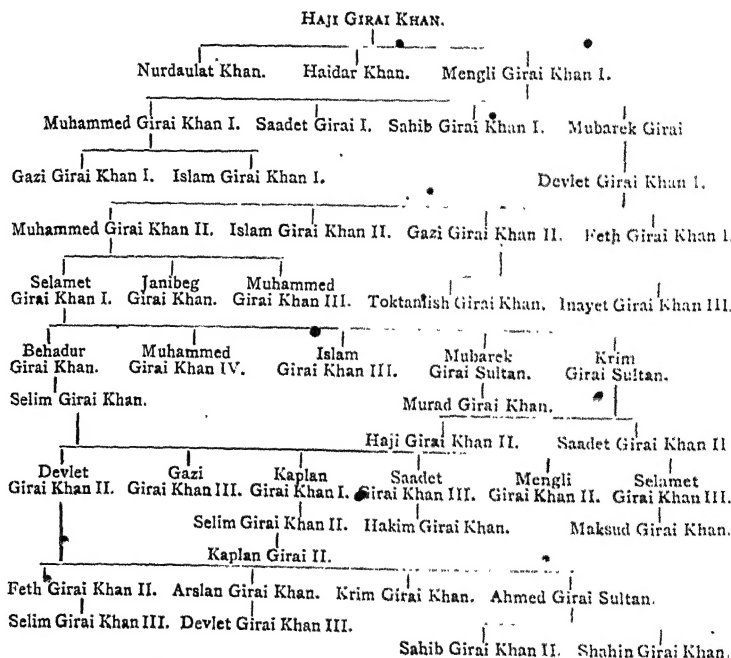 HAJI GIRAI KHAN.
Nurdaulat Khan. Haidar Khan. Mengli Girai Khan I.
Muhammed Girai Khan I. Saadet Girai I. Sahib Girai Khan I. Mubarek Girai
Gazi Girai Khan I. Islam Girai Khan I. Devlet Girai Khan I.
Muhammed Girai Khan II. Islam Girai Khan II. Gazi Girai Khan II. Feth Girai Khan I.
Selamet Janibeg Muhammed
Girai Khan I. Girai Khan. Girai Khan III. Toktamish Girai Khan. Inayet Girai Khan III.
Behadur Muhammed Islam Mubarek Krim
Girai Khan. Girai Khan IV. Girai Khan III. Girai Sultan. Girai Sultan.
Selim Girai Khan. Murad Girai Khan.
Haji Girai Khan II. Saadet Girai Khan II
Devlet Gazi Kaplan Saadet Mengli Selamet
Girai Khan II. Girai Khan III. Girai Khan I. Girai Khan III. Girai Khan II. Girai Khan III.
Selim Girai Khan II. Hakim Girai Khan. Maksud Girai Khan.
Kaplan Girai II.
Feth Girai Khan II. Arslan Girai Khan. Krim Girai Khan. Ahmed Girai Sultan.
Selim Girai Khan III. Devlet Girai Khan III.
Sahib Girai Khan II. Shahin Girai Khan.